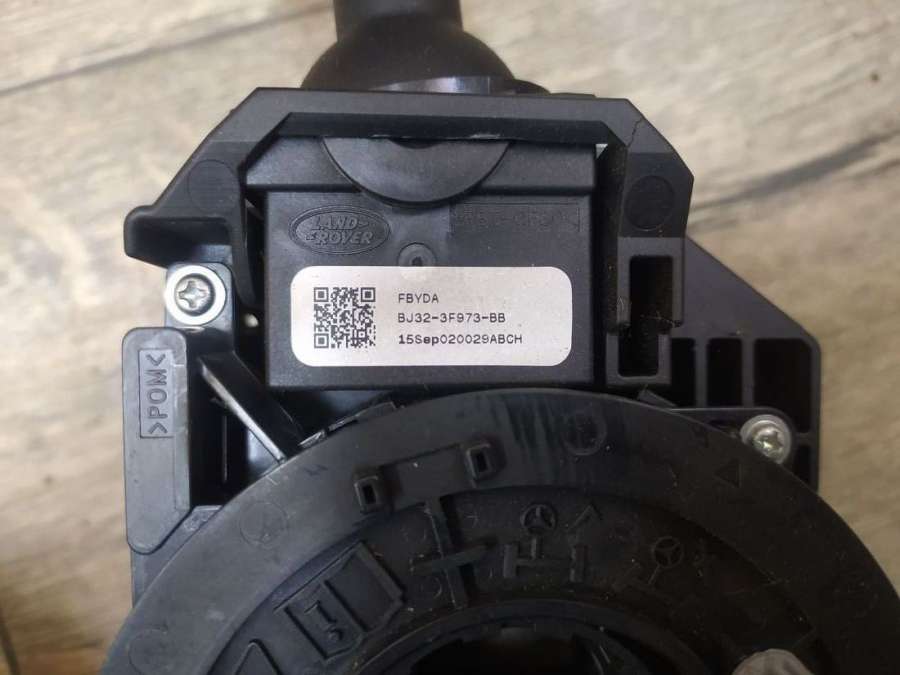 LAND-
ROVER
FBYDA
BJ32-3F973-BB
15Sep020029ABCH
>POM<